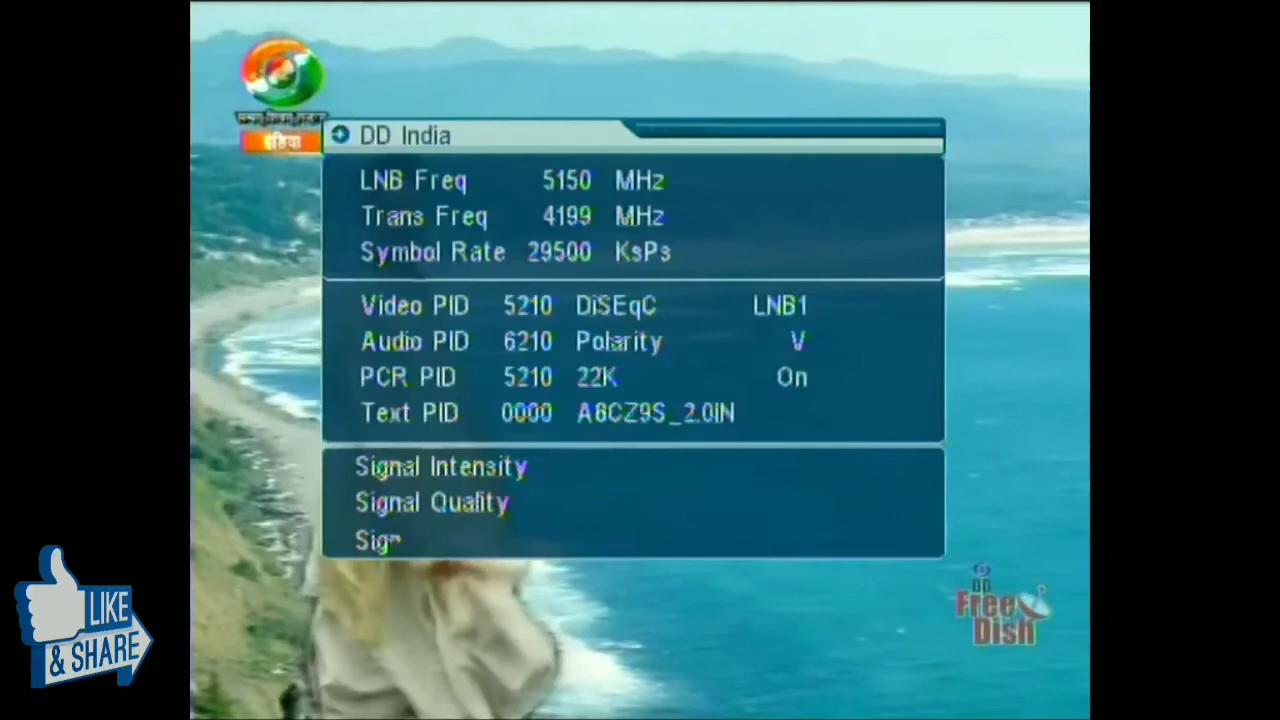 इंडिया
DD India
LNB Freq 5150 MHz
Trans Freq 4199 MHz
Symbol Rate 29500 KsPs
Video PID 5210 DiSEqC LNB1
Audio PID 6210 Polarity V
PCR PID 5210 22K On
Text PID 0000 A8CZ9S_2.0iN
Signal Intensity
Signal Quality
Sign
LIKE
& SHARE
DD
Free
Dish